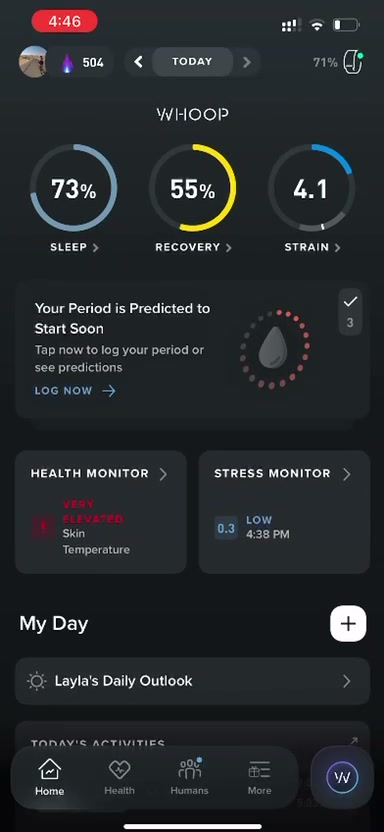 4:46
504
TODAY
71%
WHOOP
73%
55%
4.1
SLEEP
RECOVERY
STRAIN
Your Period is Predicted to
Start Soon
Tap now to log your period or
see predictions
LOG NOW
3
HEALTH MONITOR
VERY
ELEVATED
!
Skin
Temperature
STRESS MONITOR
0.3
LOW
4:38 PM
My Day
Layla's Daily Outlook
TODAY'S ACTIVITIES
Home
Health
Humans
More
W